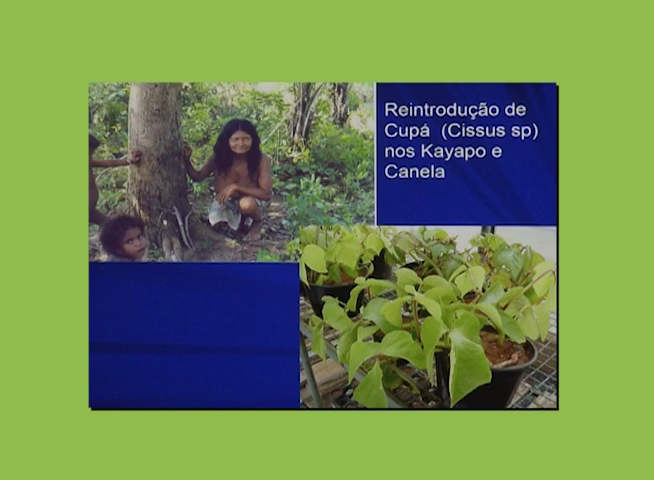 Reintrodução de
Cupá (Cissus sp)
nos Kayapo e
Canela